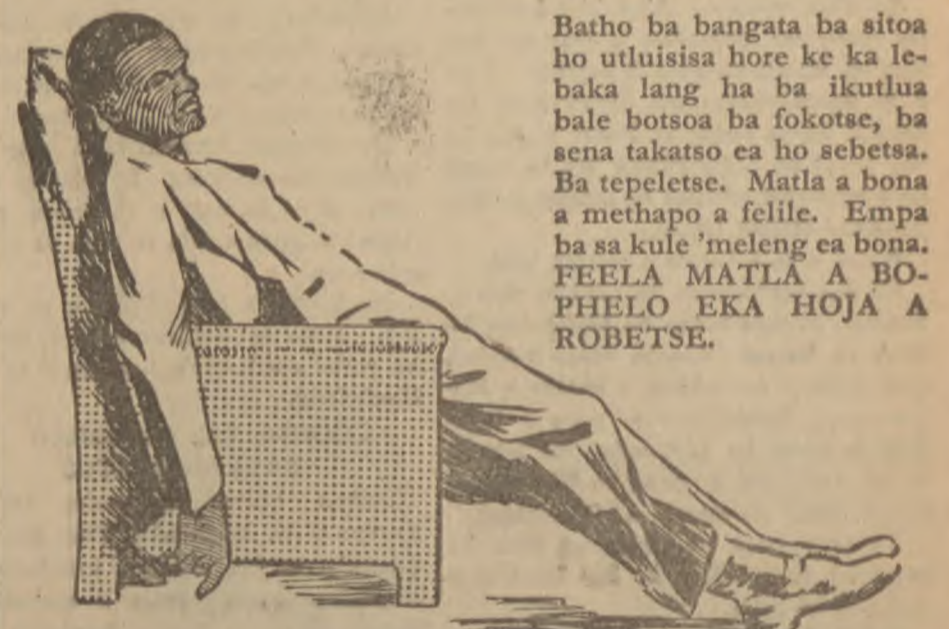 Batho ba bangata ba sitoa
ho utluisisa hore ke ka le-
baka lang ha ba ikutlua
bale botsoa ba fokotse, ba
sena takatso ea ho sebetsa.
Ba tepeletse. Matla a bona
a methapo a felile. Empa
ba sa kule 'meleng ea bona.
FEELA MATLA A BO-
PHELO EKA HOJA A
ROBETSE.